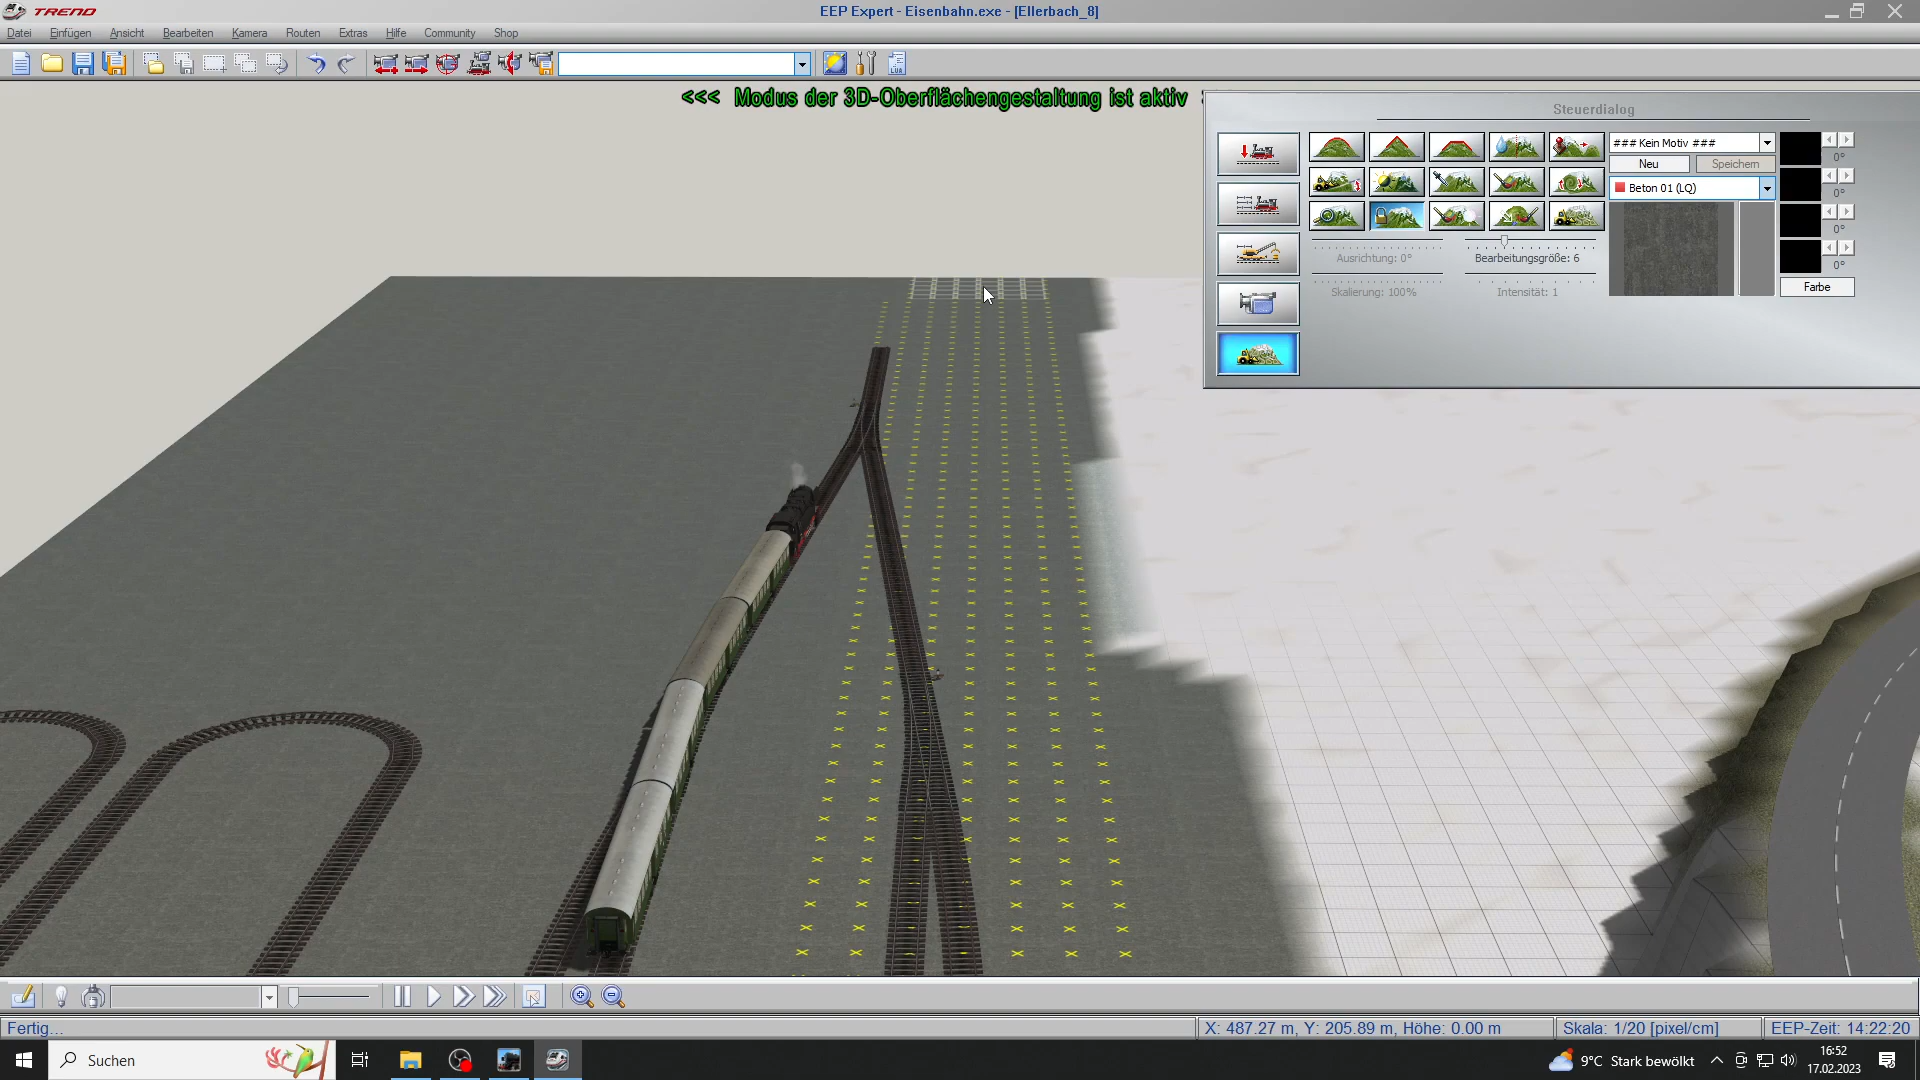 TREND
EEP Expert - Eisenbahn.exe - [Ellerbach_8]
Datei Einfügen Ansicht Bearbeiten Kamera Routen Extras Hilfe Community Shop
LUA
<<< Modus der 3D-Oberflächengestaltung ist aktiv
Steuerdialog
### Kein Motiv ###
Neu Speichern
Beton 01 (LQ)
0°
0°
0°
0°
Ausrichtung: 0° Bearbeitungsgröße: 6
Skalierung: 100% Intensität: 1
Farbe
Fertig...
X: 487.27 m, Y: 205.89 m, Höhe: 0.00 m
Skala: 1/20 [pixel/cm]
EEP-Zeit: 14:22:20
Suchen
9°C Stark bewölkt
16:52
17.02.2023